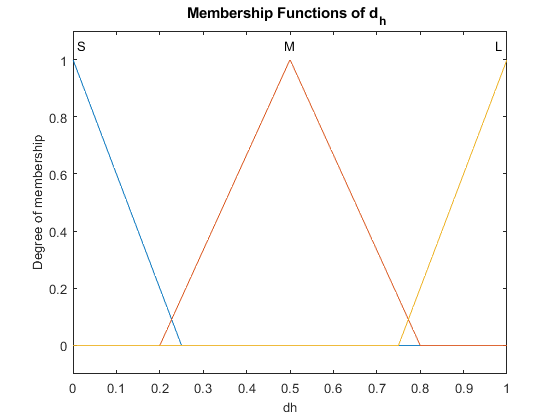 Membership Functions of d_h
S M L
1
0.8
0.6
0.4
0.2
0
Degree of membership
0 0.1 0.2 0.3 0.4 0.5 0.6 0.7 0.8 0.9 1
dh